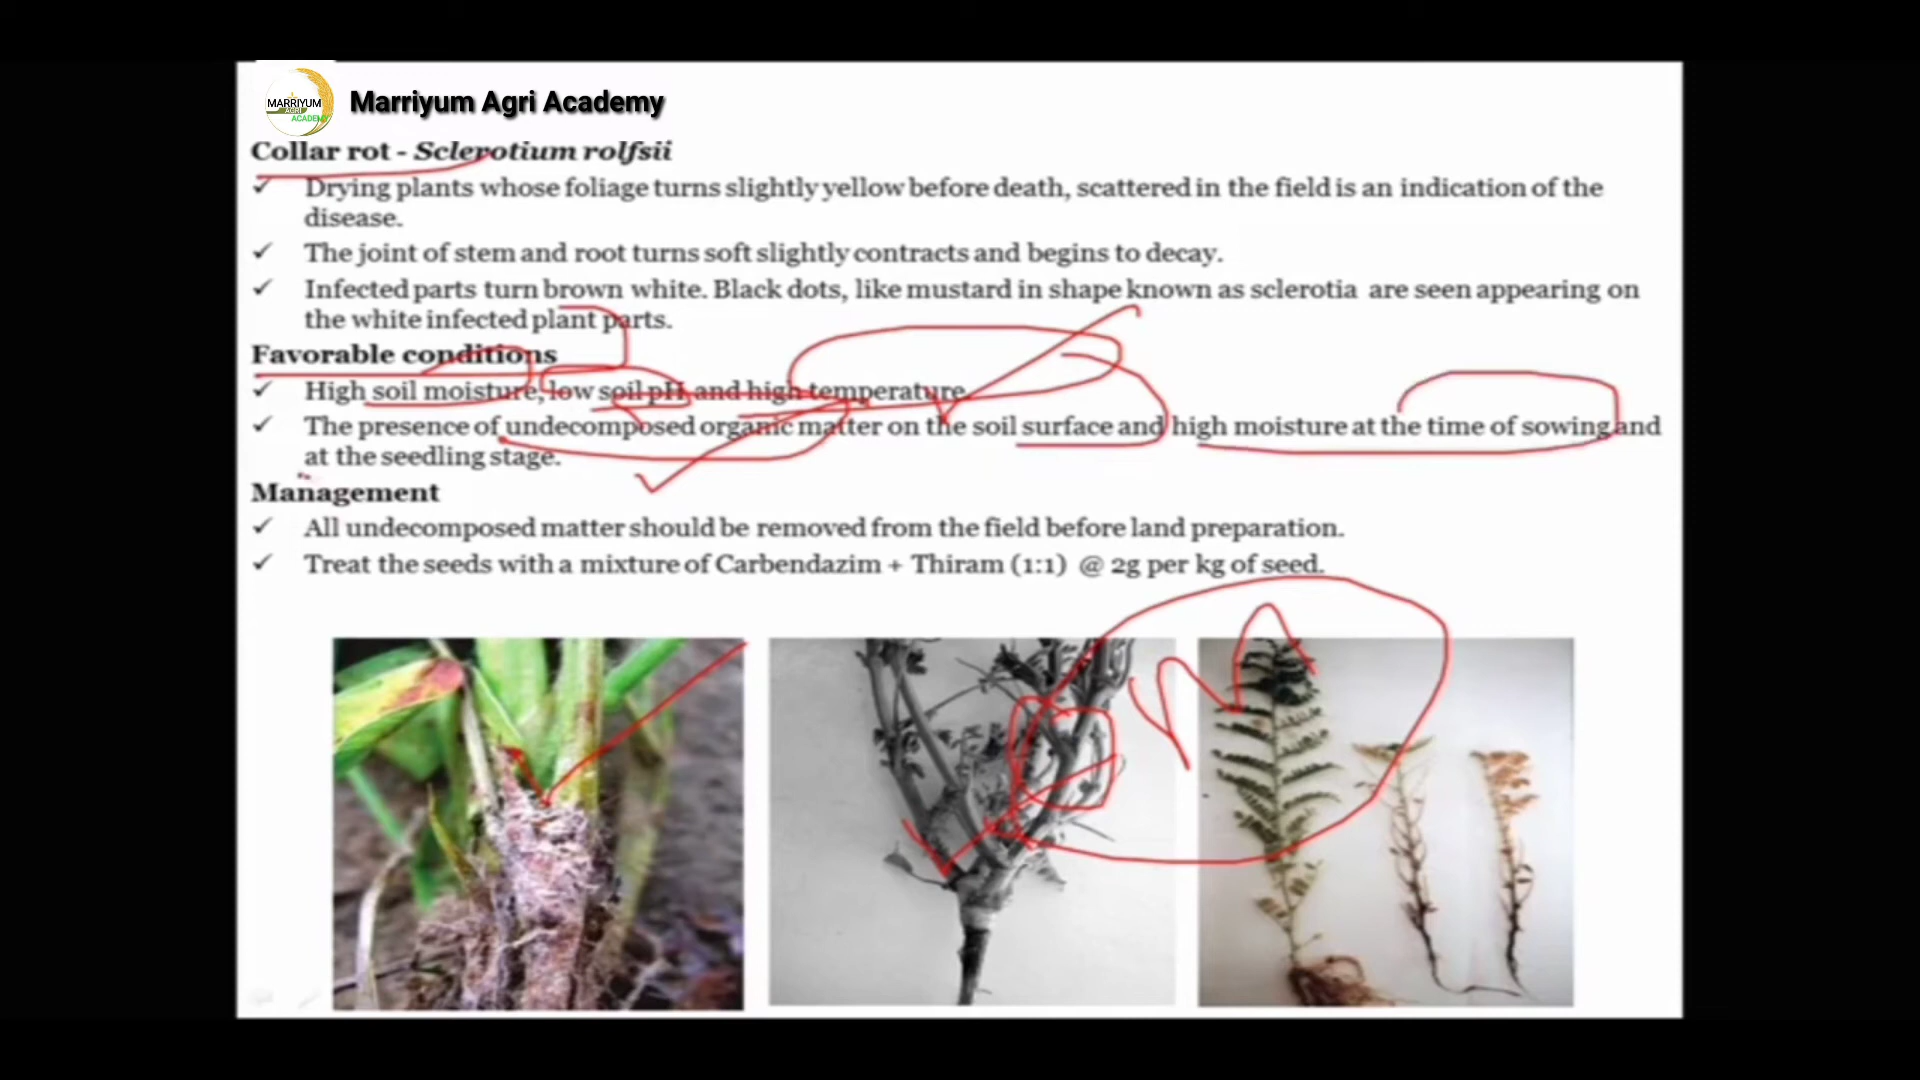 MARRIYUM
AGRI
ACADEMY
Marriyum Agri Academy
Collar rot - Sclerotium rolfsii
✓ Drying plants whose foliage turns slightly yellow before death, scattered in the field is an indication of the
disease.
✓ The joint of stem and root turns soft slightly contracts and begins to decay.
✓ Infected parts turn brown white. Black dots, like mustard in shape known as sclerotia are seen appearing on
the white infected plant parts.
Favorable conditions
✓ High soil moisture, low soil pH and high temperature.
✓ The presence of undecomposed organic matter on the soil surface and high moisture at the time of sowing and
at the seedling stage.
Management
✓ All undecomposed matter should be removed from the field before land preparation.
✓ Treat the seeds with a mixture of Carbendazim + Thiram (1:1) @ 2g per kg of seed.